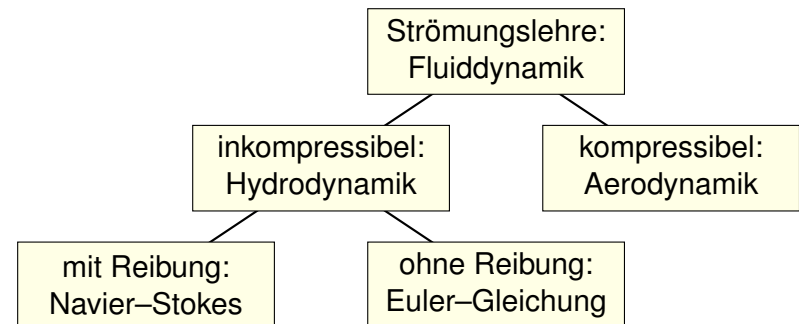 Strömungslehre:
Fluiddynamik
inkompressibel:
Hydrodynamik
kompressibel:
Aerodynamik
mit Reibung:
Navier–Stokes
ohne Reibung:
Euler–Gleichung